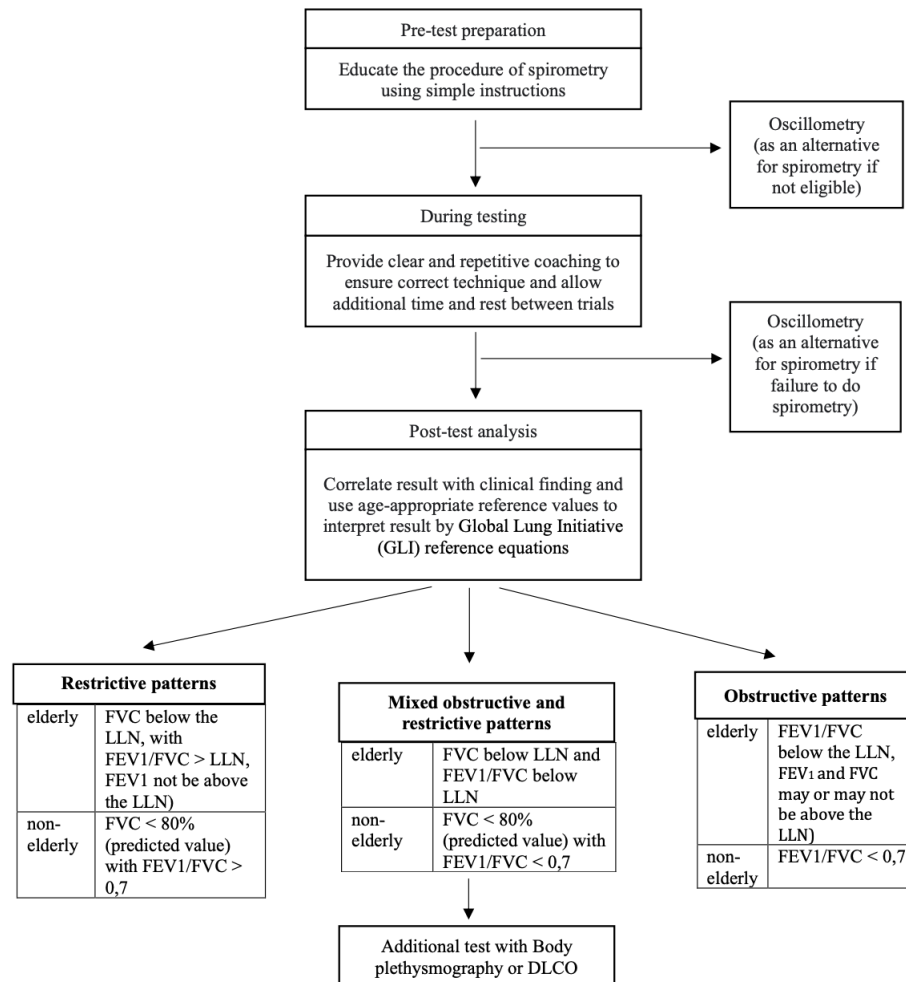 Pre-test preparation
Educate the procedure of spirometry
using simple instructions
Oscillometry
(as an alternative
for spirometry if
not eligible)
During testing
Provide clear and repetitive coaching to
ensure correct technique and allow
additional time and rest between trials
Oscillometry
(as an alternative
for spirometry if
failure to do
spirometry)
Post-test analysis
Correlate result with clinical finding and
use age-appropriate reference values to
interpret result by Global Lung Initiative
(GLI) reference equations
Restrictive patterns
elderly
FVC below the
LLN, with
FEV1/FVC > LLN,
FEV1 not be above
the LLN)
non-
elderly
FVC < 80%
(predicted value)
with FEV1/FVC >
0,7
Mixed obstructive and
restrictive patterns
elderly
FVC below LLN and
FEV1/FVC below
LLN
non-
elderly
FVC < 80%
(predicted value) with
FEV1/FVC < 0,7
Obstructive patterns
elderly
FEV1/FVC
below the LLN,
FEV1 and FVC
may or may not
be above the
LLN)
non-
elderly
FEV1/FVC < 0,7
Additional test with Body
plethysmography or DLCO